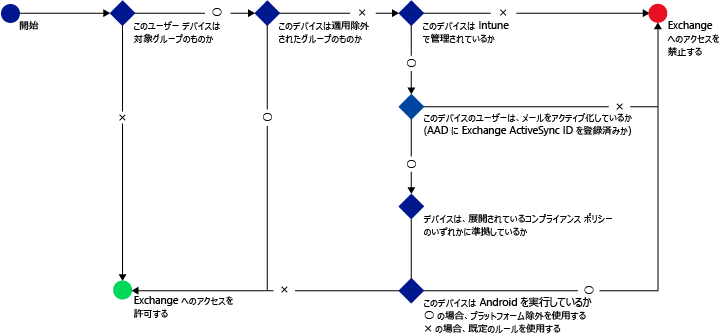 開始
このユーザー デバイスは
対象グループのものか
○
このデバイスは適用除外
されたグループのものか
×
このデバイスは Intune
で管理されているか
×
Exchange
へのアクセスを
禁止する
×
○
○
このデバイスのユーザーは、メールをアクティブ化しているか
(AAD に Exchange ActiveSync ID を登録済みか)
×
○
デバイスは、展開されているコンプライアンス ポリシー
のいずれかに準拠しているか
Exchange へのアクセスを
許可する
×
このデバイスは Android を実行しているか
○ の場合、プラットフォーム除外を使用する
× の場合、既定のルールを使用する
○